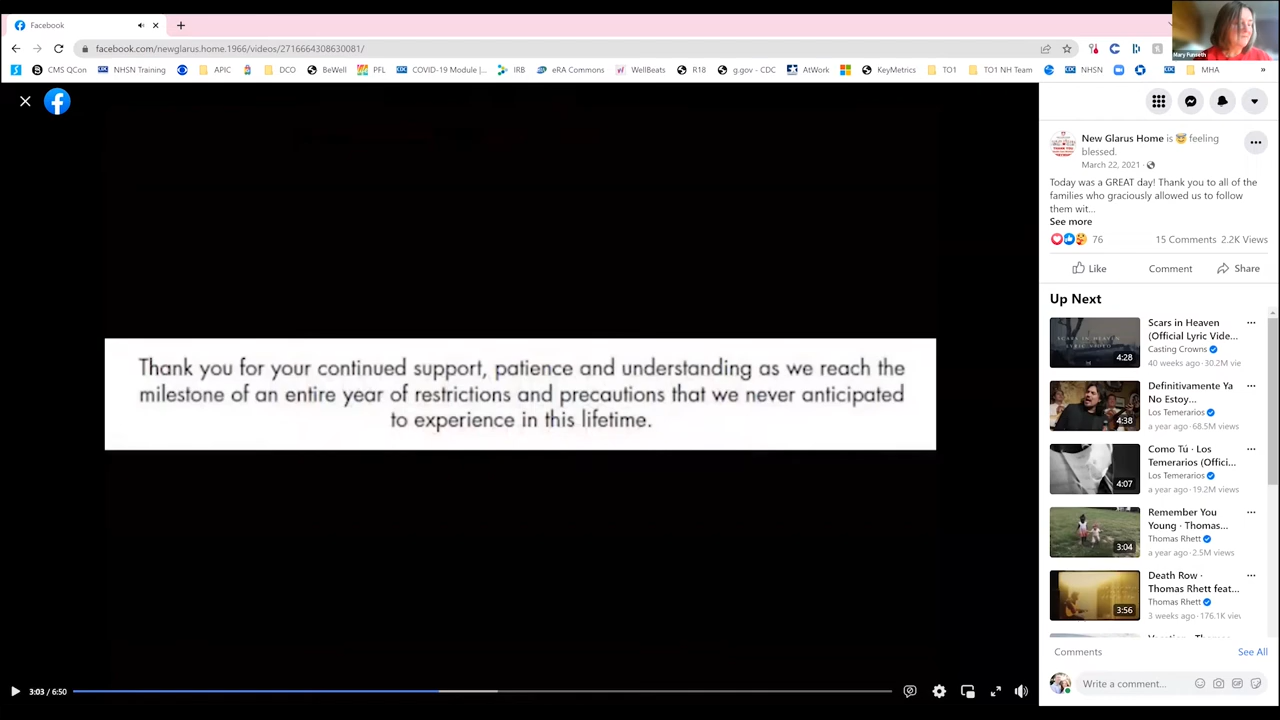 Facebook
facebook.com/newglarus.home.1966/videos/2716664308630081/
CMS QCon
NHSN Training
APIC
DCO
BeWell
PFL
COVID-19 Module
PRA8
eRA Commons
WellBeats
R18
g.gov - CDC
AtWork
KeyMetrics
TO1
TO1 NH Team
NHSN
MHA
»
New Glarus Home is feeling
blessed.
March 22, 2021
Today was a GREAT day! Thank you to all of the
families who graciously allowed us to follow
them wit...
See more
76 15 Comments 2.2K Views
Like Comment Share
Up Next
Scars in Heaven
(Official Lyric Vide...
Casting Crowns
40 weeks ago · 30.2M vie
4:28
Definitivamente Ya
No Estoy...
Los Temerarios
a year ago · 68.5M views
4:38
Como Tú · Los
Temerarios (Offici...
Los Temerarios
a year ago · 19.2M views
4:07
Remember You
Young · Thomas...
Thomas Rhett
a year ago · 2.5M views
3:04
Death Row ·
Thomas Rhett feat...
Thomas Rhett
3 weeks ago · 176.1K view
3:56
Comments See All
Write a comment...
Thank you for your continued support, patience and understanding as we reach the
milestone of an entire year of restrictions and precautions that we never anticipated
to experience in this lifetime.
3:03 / 6:50